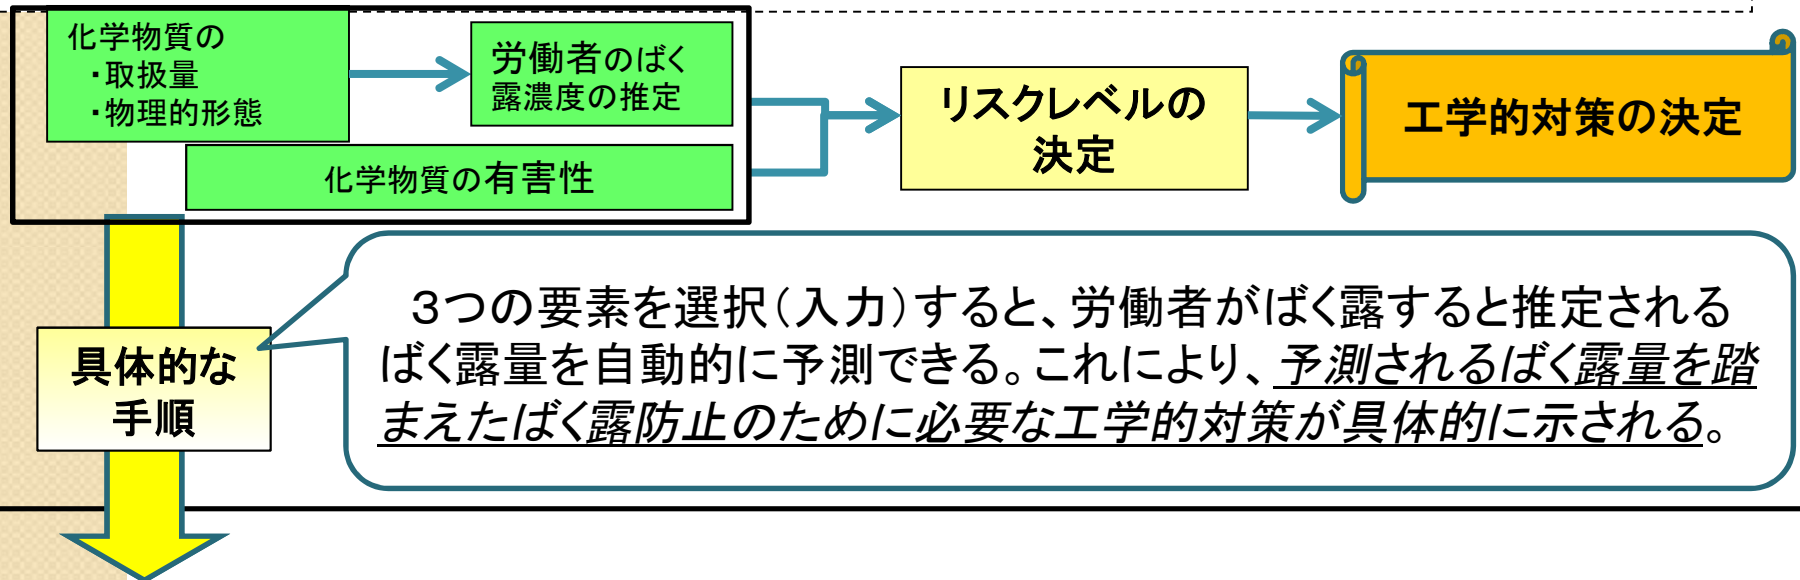 化学物質の
・取扱量
・物理的形態
労働者のばく
露濃度の推定
化学物質の有害性
リスクレベルの
決定
工学的対策の決定
具体的な
手順
３つの要素を選択（入力）すると、労働者がばく露すると推定される
ばく露量を自動的に予測できる。これにより、予測されるばく露量を踏
まえたばく露防止のために必要な工学的対策が具体的に示される。